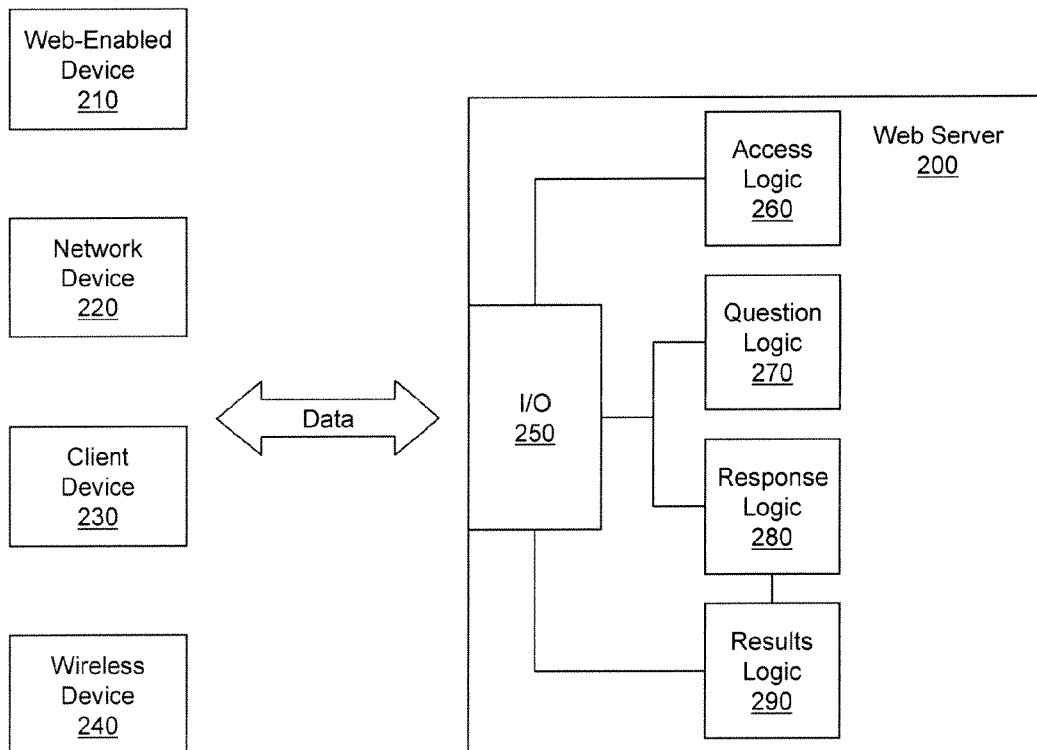 Web-Enabled
Device
210
Network
Device
220
Client
Device
230
Wireless
Device
240
Data
Web Server
200
I/O
250
Access
Logic
260
Question
Logic
270
Response
Logic
280
Results
Logic
290